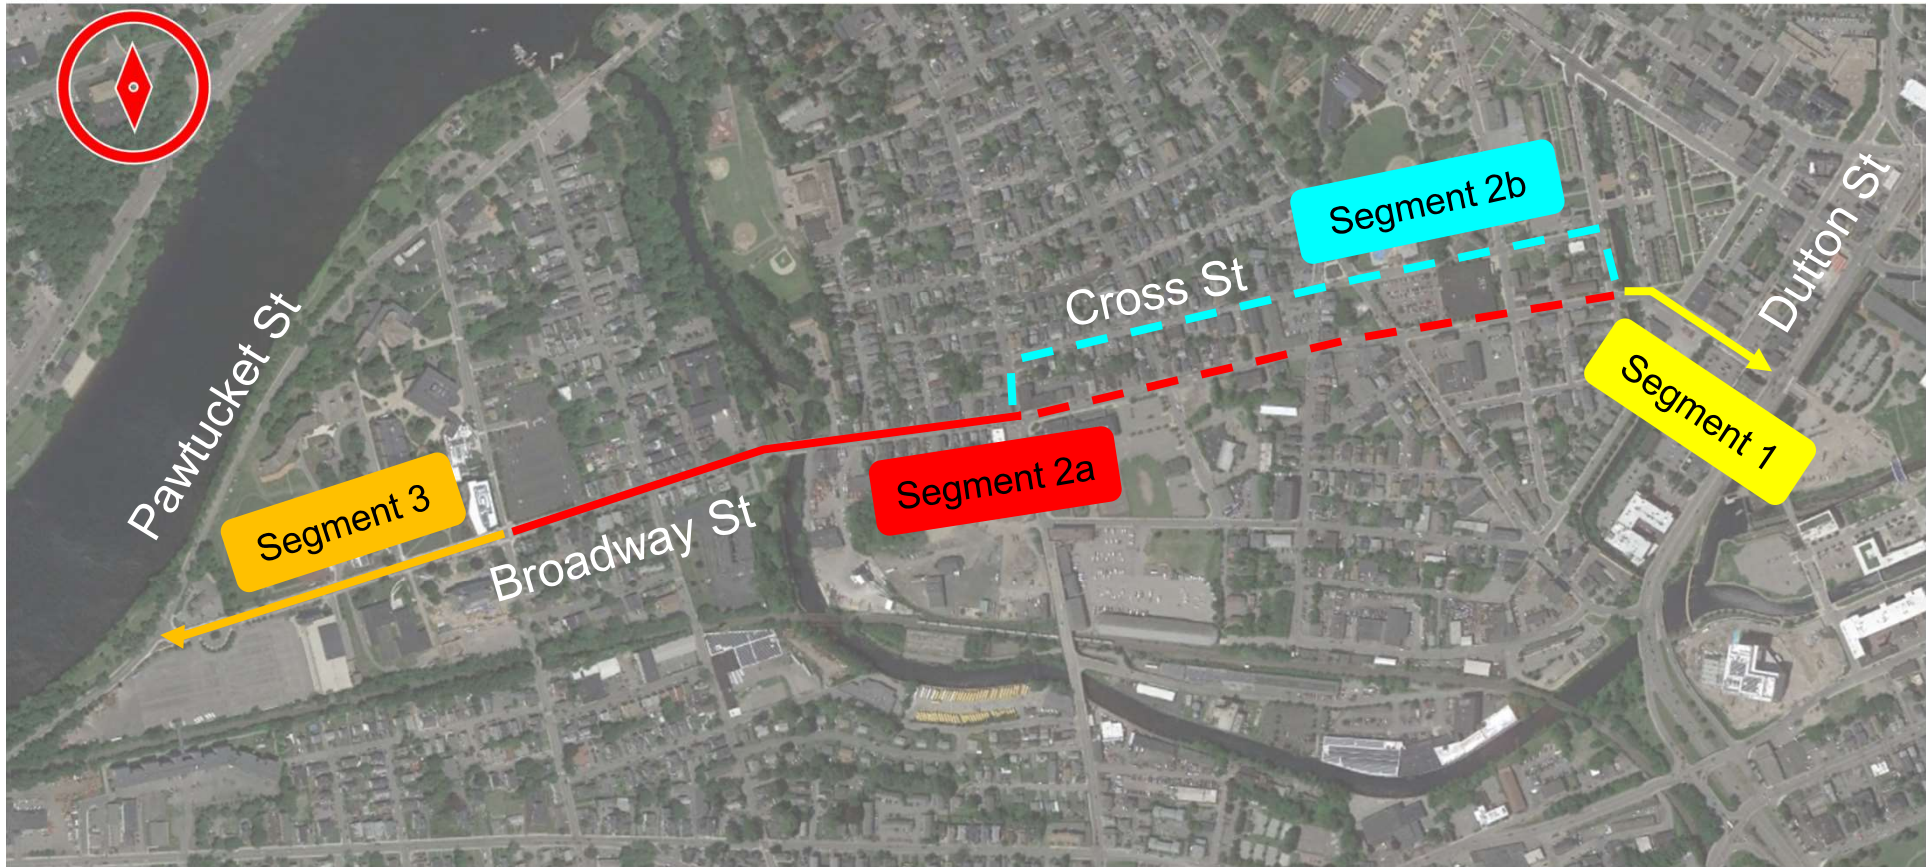 Segment 2b
Dutton St
Cross St
Pawtucket St
Segment 1
Segment 2a
Segment 3
Broadway St